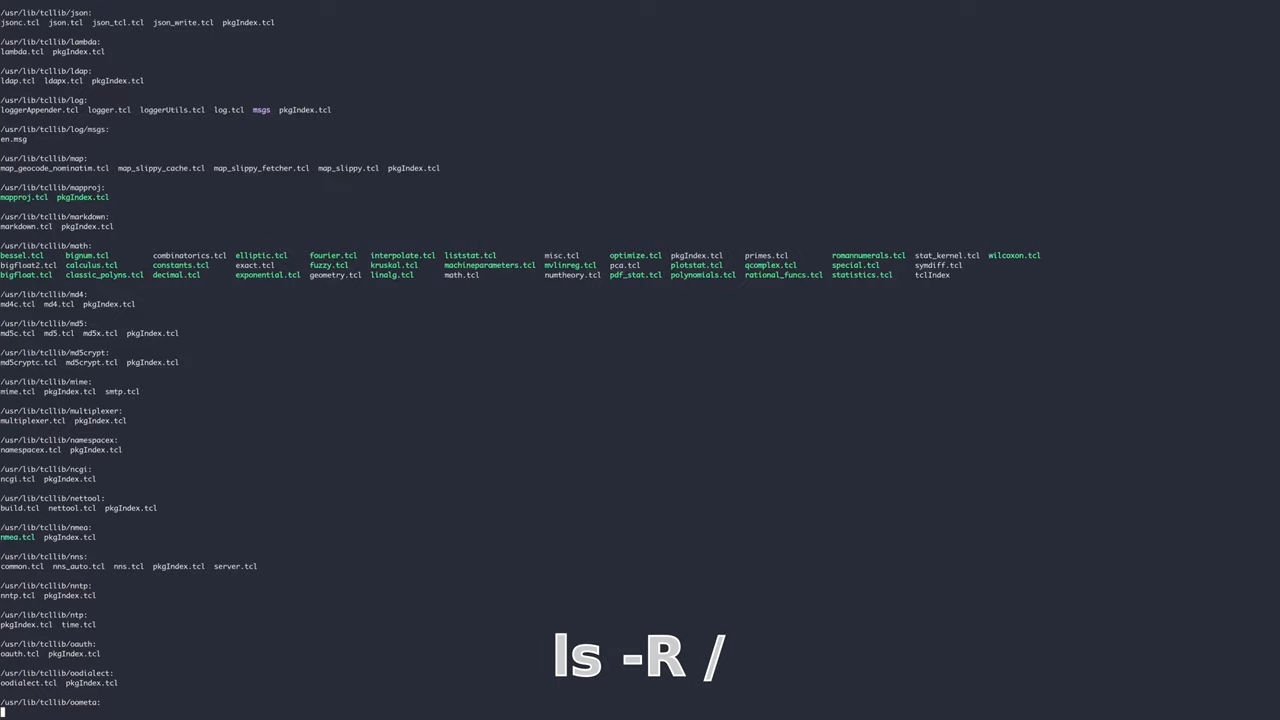 /usr/lib/tcllib/json:
jsonc.tcl json.tcl json_tcl.tcl json_write.tcl pkgIndex.tcl
/usr/lib/tcllib/lambda:
lambda.tcl pkgIndex.tcl
/usr/lib/tcllib/ldap:
ldap.tcl ldapx.tcl pkgIndex.tcl
/usr/lib/tcllib/log:
loggerAppender.tcl logger.tcl loggerUtils.tcl log.tcl msgs pkgIndex.tcl
/usr/lib/tcllib/log/msgs:
en.msg
/usr/lib/tcllib/map:
map_geocode_nominatim.tcl map_slippy_cache.tcl map_slippy_fetcher.tcl map_slippy.tcl pkgIndex.tcl
/usr/lib/tcllib/mapproj:
mapproj.tcl pkgIndex.tcl
/usr/lib/tcllib/markdown:
markdown.tcl pkgIndex.tcl
/usr/lib/tcllib/math:
bessel.tcl bignum.tcl combinatorics.tcl elliptic.tcl fourier.tcl interpolate.tcl liststat.tcl misc.tcl optimize.tcl pkgIndex.tcl primes.tcl romannumerals.tcl stat_kernel.tcl wilcoxon.tcl
bigfloat2.tcl calculus.tcl constants.tcl exact.tcl fuzzy.tcl kruskal.tcl machineparameters.tcl mvlinreg.tcl pca.tcl plotstat.tcl qcomplex.tcl special.tcl symdiff.tcl
bigfloat.tcl classic_polyns.tcl decimal.tcl exponential.tcl geometry.tcl linalg.tcl math.tcl numtheory.tcl pdf_stat.tcl polynomials.tcl rational_funcs.tcl statistics.tcl tclIndex
/usr/lib/tcllib/md4:
md4c.tcl md4.tcl pkgIndex.tcl
/usr/lib/tcllib/md5:
md5c.tcl md5.tcl md5x.tcl pkgIndex.tcl
/usr/lib/tcllib/md5crypt:
md5cryptc.tcl md5crypt.tcl pkgIndex.tcl
/usr/lib/tcllib/mime:
mime.tcl pkgIndex.tcl smtp.tcl
/usr/lib/tcllib/multiplexer:
multiplexer.tcl pkgIndex.tcl
/usr/lib/tcllib/namespacex:
namespacex.tcl pkgIndex.tcl
/usr/lib/tcllib/ncgi:
ncgi.tcl pkgIndex.tcl
/usr/lib/tcllib/nettool:
build.tcl nettool.tcl pkgIndex.tcl
/usr/lib/tcllib/nmea:
nmea.tcl pkgIndex.tcl
/usr/lib/tcllib/nns:
common.tcl nns_auto.tcl nns.tcl pkgIndex.tcl server.tcl
/usr/lib/tcllib/nntp:
nntp.tcl pkgIndex.tcl
/usr/lib/tcllib/ntp:
pkgIndex.tcl time.tcl
/usr/lib/tcllib/oauth:
oauth.tcl pkgIndex.tcl
/usr/lib/tcllib/oodialect:
oodialect.tcl pkgIndex.tcl
/usr/lib/tcllib/oometa:
ls -R /